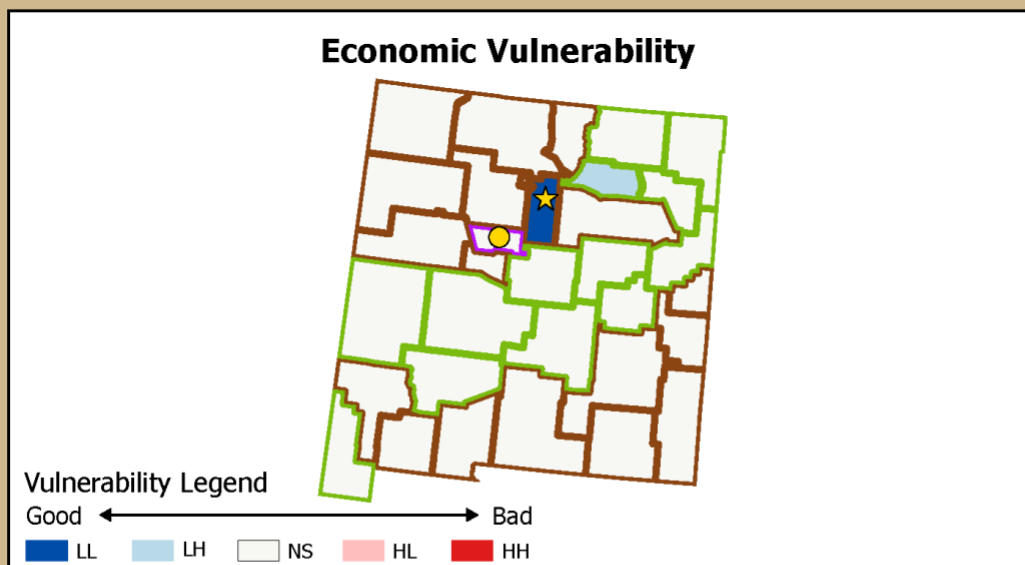 Economic Vulnerability
Vulnerability Legend
Good Bad
LL LH NS HL HH